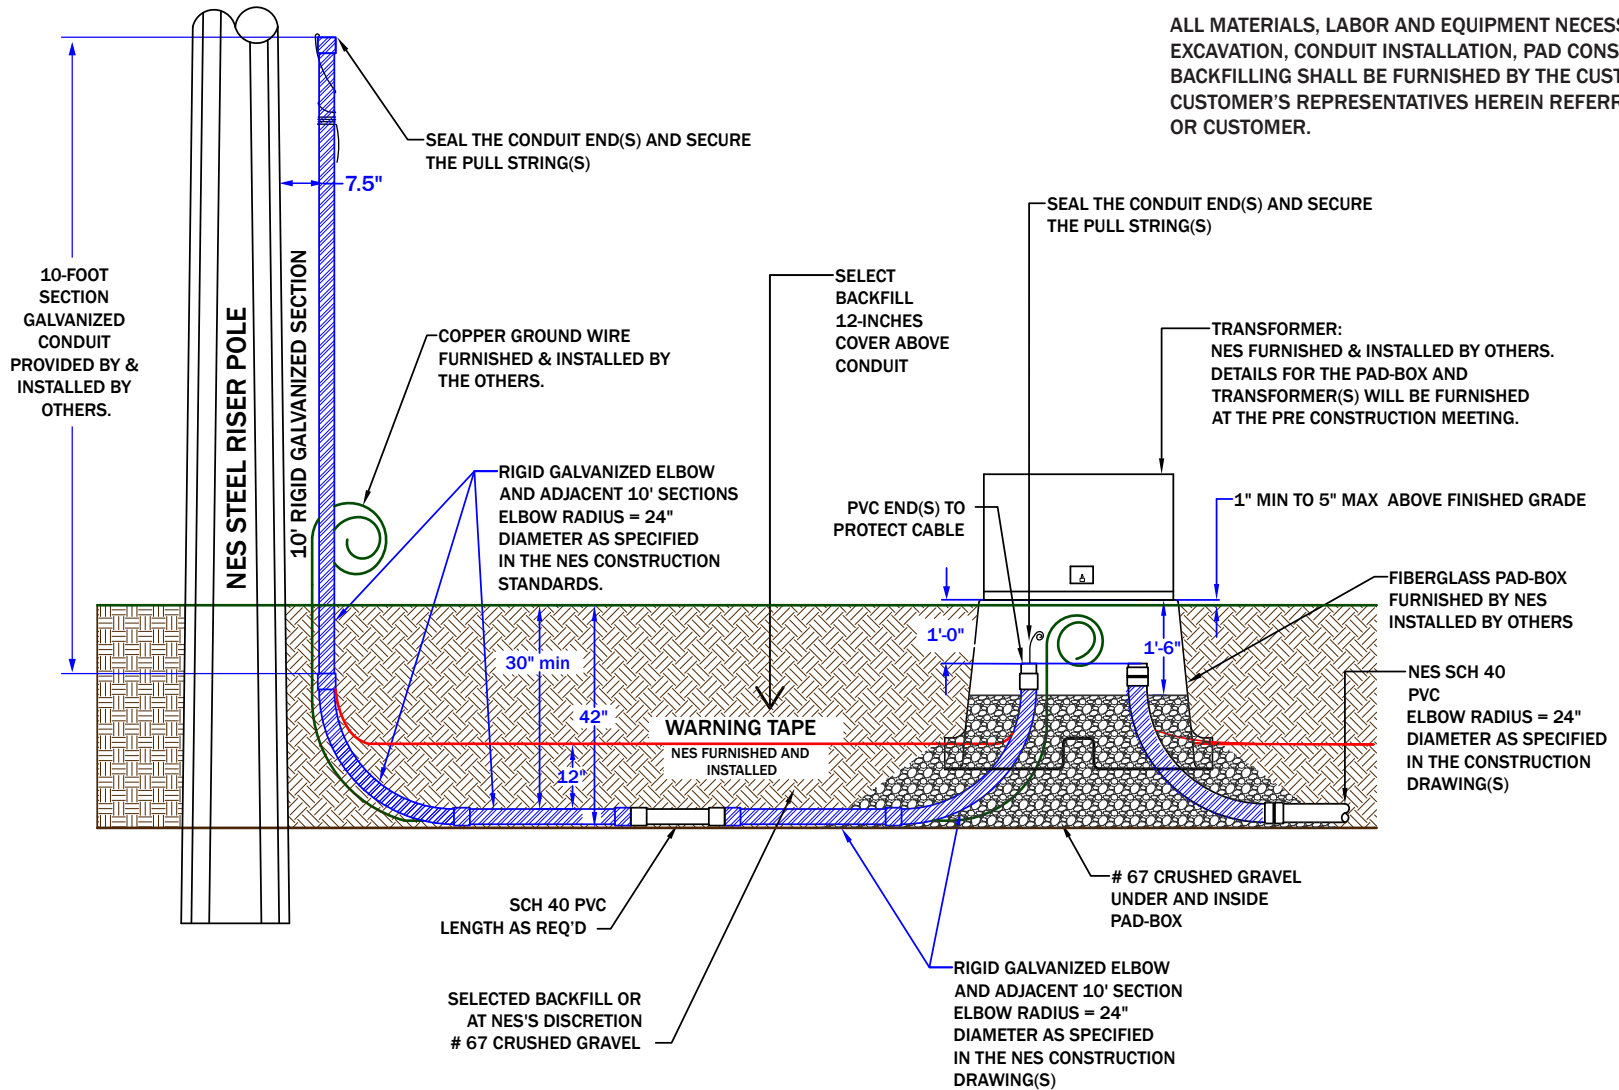 ALL MATERIALS, LABOR AND EQUIPMENT
EXCAVATION, CONDUIT INSTALLATION, PAD
BACKFILLING SHALL BE FURNISHED BY THE
CUSTOMER'S REPRESENTATIVES HEREIN
OR CUSTOMER.
SEAL THE CONDUIT END(S) AND SECURE
THE PULL STRING(S)
7.5"
SEAL THE CONDUIT END(S) AND SECURE
THE PULL STRING(S)
10-FOOT
SECTION
GALVANIZED
CONDUIT
PROVIDED BY &
INSTALLED BY
OTHERS.
NES STEEL RISER POLE
10' RIGID GALVANIZED SECTION
COPPER GROUND WIRE
FURNISHED & INSTALLED BY
THE OTHERS.
SELECT
BACKFILL
12-INCHES
COVER ABOVE
CONDUIT
TRANSFORMER:
NES FURNISHED & INSTALLED BY OTHERS.
DETAILS FOR THE PAD-BOX AND
TRANSFORMER(S) WILL BE FURNISHED
AT THE PRE CONSTRUCTION MEETING.
RIGID GALVANIZED ELBOW
AND ADJACENT 10' SECTIONS
ELBOW RADIUS = 24"
DIAMETER AS SPECIFIED
IN THE NES CONSTRUCTION
STANDARDS.
PVC END(S) TO
PROTECT CABLE
1" MIN TO 5" MAX ABOVE FINISHED GRADE
FIBERGLASS PAD-BOX
FURNISHED BY NES
INSTALLED BY OTHERS
1'-0"
1'-6"
30" min
42"
12"
WARNING TAPE
NES FURNISHED AND
INSTALLED
NES SCH 40
PVC
ELBOW RADIUS = 24"
DIAMETER AS SPECIFIED
IN THE CONSTRUCTION
DRAWING(S)
SCH 40 PVC
LENGTH AS REQ'D
# 67 CRUSHED GRAVEL
UNDER AND INSIDE
PAD-BOX
SELECTED BACKFILL OR
AT NES'S DISCRETION
# 67 CRUSHED GRAVEL
RIGID GALVANIZED ELBOW
AND ADJACENT 10' SECTION
ELBOW RADIUS = 24"
DIAMETER AS SPECIFIED
IN THE NES CONSTRUCTION
DRAWING(S)